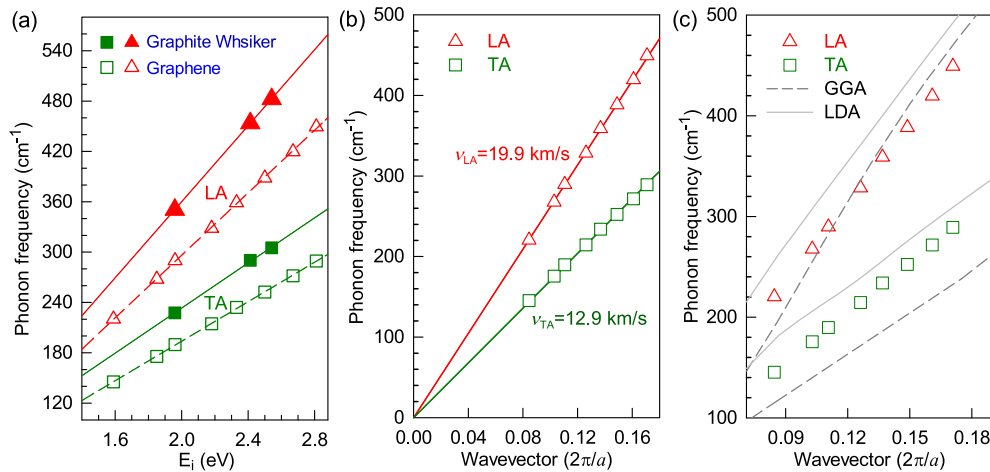 (a)
Graphite Whsiker
Graphene
LA
TA
540
480
420
360
300
240
180
120
1.6
2.0
2.4
2.8
Phonon frequency (cm⁻¹)
Eᵢ (eV)
(b)
LA
TA
νLA=19.9 km/s
νTA=12.9 km/s
500
400
300
200
100
0
0.00
0.04
0.08
0.12
0.16
Phonon frequency (cm⁻¹)
Wavevector (2π/a)
(c)
LA
TA
GGA
LDA
500
400
300
200
100
0.09
0.12
0.15
0.18
Phonon frequency (cm⁻¹)
Wavevector (2π/a)